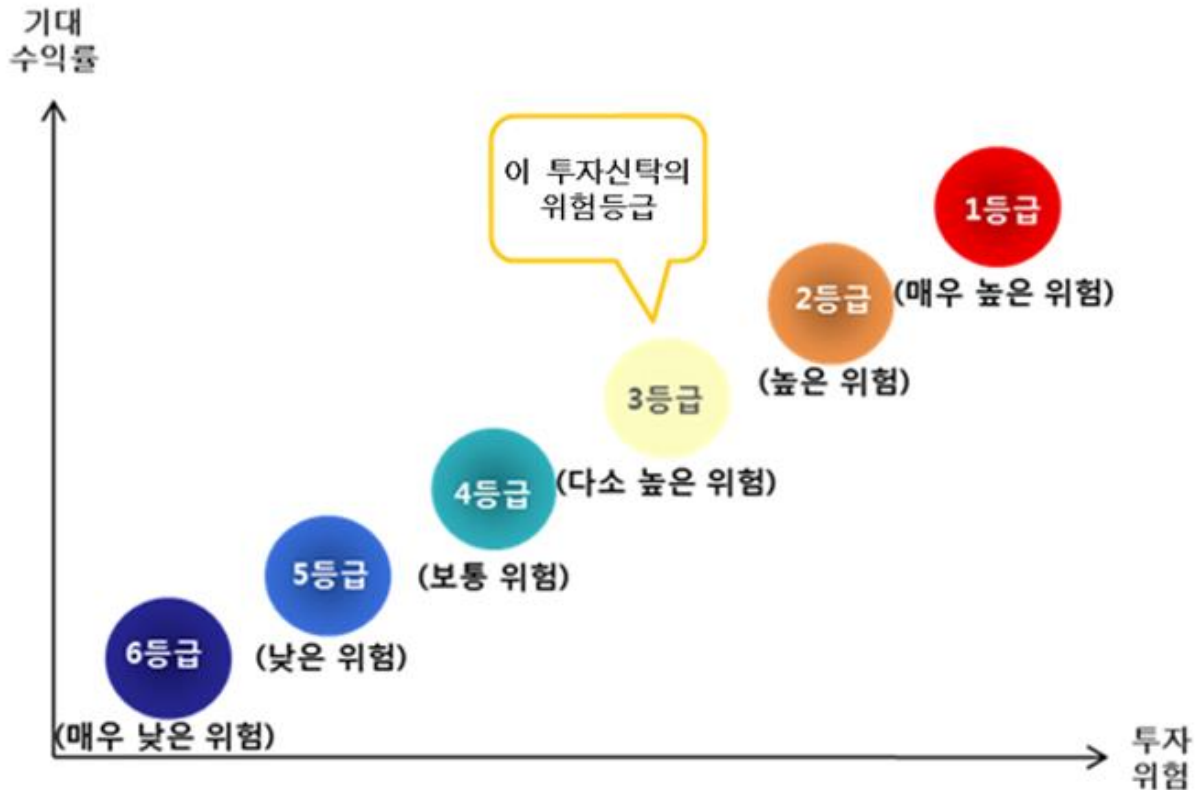 기대
수익률
이 투자신탁의
위험등급
1등급
(매우 높은 위험)
2등급
(높은 위험)
3등급
(다소 높은 위험)
4등급
(보통 위험)
5등급
(낮은 위험)
6등급
(매우 낮은 위험)
투자
위험